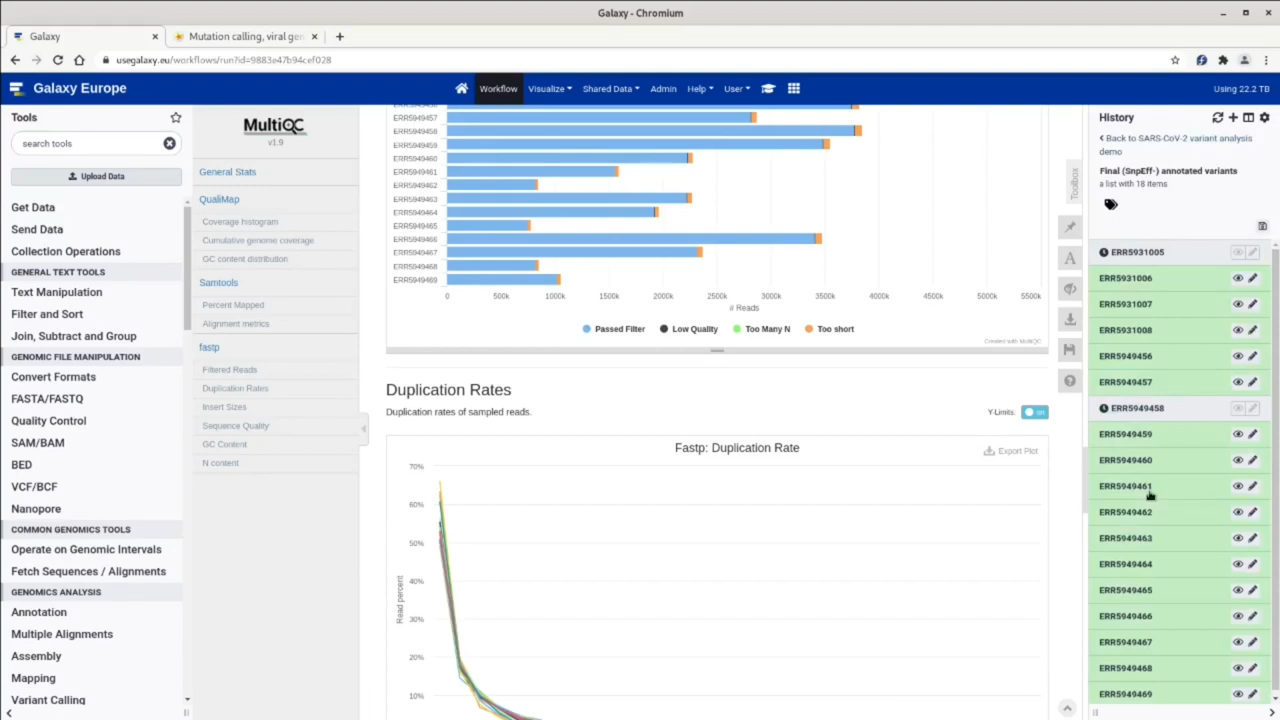 Galaxy - Chromium
Galaxy
Mutation calling, viral gen
usegalaxy.eu/workflows/run?id=9883e47b94cef028
Galaxy Europe
Workflow
Visualize
Shared Data
Admin
Help
User
Using 22.2 TB
Tools
search tools
Upload Data
Get Data
Send Data
Collection Operations
GENERAL TEXT TOOLS
Text Manipulation
Filter and Sort
Join, Subtract and Group
GENOMIC FILE MANIPULATION
Convert Formats
FASTA/FASTQ
Quality Control
SAM/BAM
BED
VCF/BCF
Nanopore
COMMON GENOMICS TOOLS
Operate on Genomic Intervals
Fetch Sequences / Alignments
GENOMICS ANALYSIS
Annotation
Multiple Alignments
Assembly
Mapping
Variant Calling
MultiQC
v1.9
General Stats
QualiMap
Coverage histogram
Cumulative genome coverage
GC content distribution
Samtools
Percent Mapped
Alignment metrics
fastp
Filtered Reads
Duplication Rates
Insert Sizes
Sequence Quality
GC Content
N content
ERR5949457
ERR5949458
ERR5949459
ERR5949460
ERR5949461
ERR5949462
ERR5949463
ERR5949464
ERR5949465
ERR5949466
ERR5949467
ERR5949468
ERR5949469
0 500k 1000k 1500k 2000k 2500k 3000k 3500k 4000k 4500k 5000k 5500k
# Reads
Passed Filter Low Quality Too Many N Too short
Created with MultiQC
Duplication Rates
Duplication rates of sampled reads.
Y-Limits: on
Fastp: Duplication Rate
Export Plot
70%
60%
50%
40%
30%
20%
10%
Read percent
Toolbox
A
History
Back to SARS-CoV-2 variant analysis
demo
Final (SnpEff-) annotated variants
a list with 18 items
ERR5931005
ERR5931006
ERR5931007
ERR5931008
ERR5949456
ERR5949457
ERR5949458
ERR5949459
ERR5949460
ERR5949461
ERR5949462
ERR5949463
ERR5949464
ERR5949465
ERR5949466
ERR5949467
ERR5949468
ERR5949469